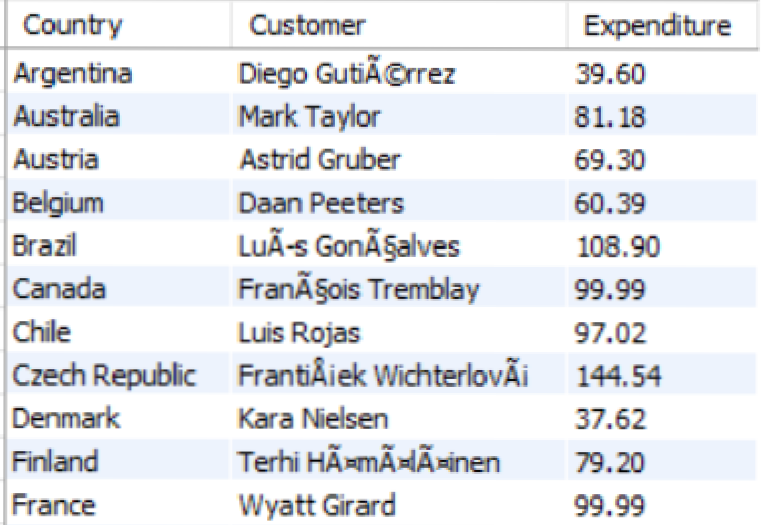 Country Customer Expenditure
Argentina Diego GutiÃ©rrez 39.60
Australia Mark Taylor 81.18
Austria Astrid Gruber 69.30
Belgium Daan Peeters 60.39
Brazil LuÃ-s GonÃ§alves 108.90
Canada FranÃ§ois Tremblay 99.99
Chile Luis Rojas 97.02
Czech Republic FrantiÅ¡ek WichterlovÃ¡ 144.54
Denmark Kara Nielsen 37.62
Finland Terhi HÃ¤mÃ¤lÃ¤inen 79.20
France Wyatt Girard 99.99